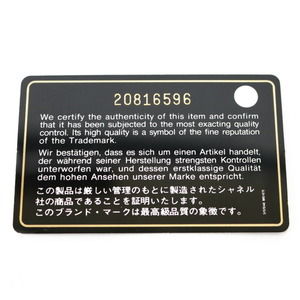 20816596
We certify the authenticity of this item and confirm
that it has been subjected to the most exacting quality
control. Its high quality is a symbol of the fine reputation
of the Trademark.
Wir bestätigen, dass es sich um einen Artikel handelt,
der während seiner Herstellung strengsten Kontrollen
unterworfen war, und dessen erstklassige Qualität
dem hohen Ansehen unserer Marke entspricht.
この製品は厳しい管理のもとに製造されたシャネル
社の商品であることを証明いたします。
このブランド・マークは最高級品質の象徴です。